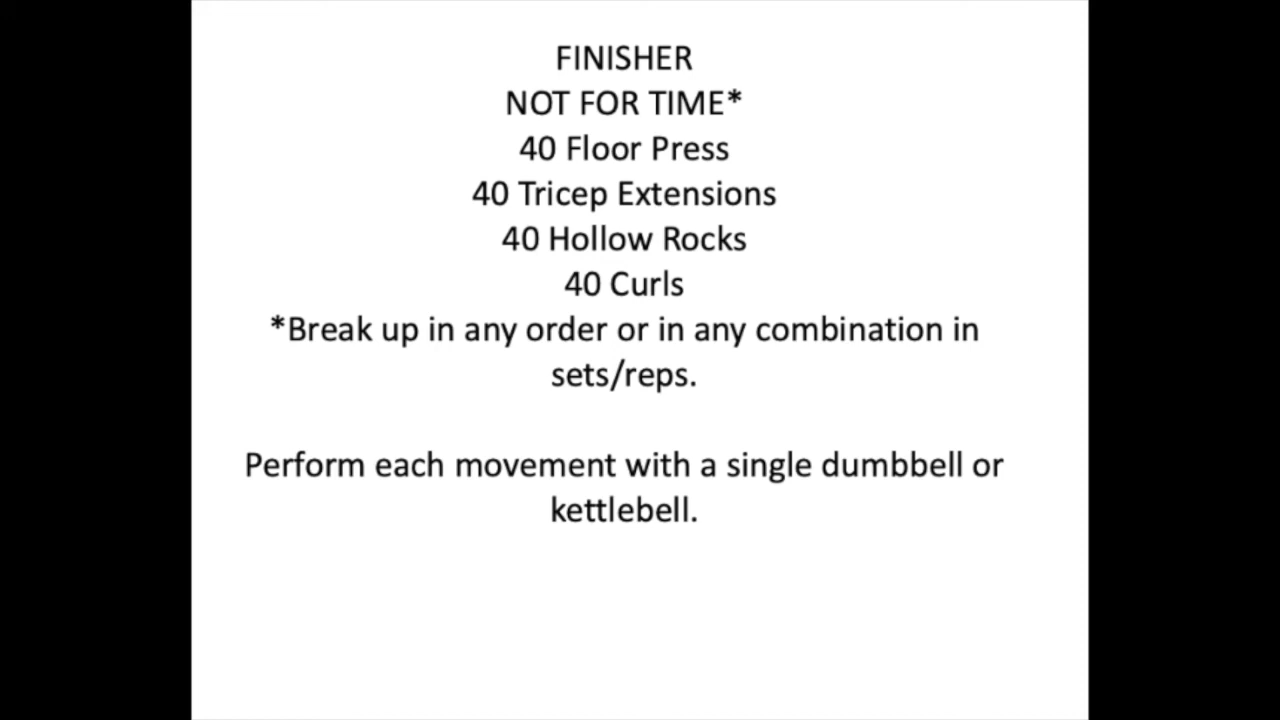 FINISHER
NOT FOR TIME*
40 Floor Press
40 Tricep Extensions
40 Hollow Rocks
40 Curls
*Break up in any order or in any combination in
sets/reps.
Perform each movement with a single dumbbell or
kettlebell.